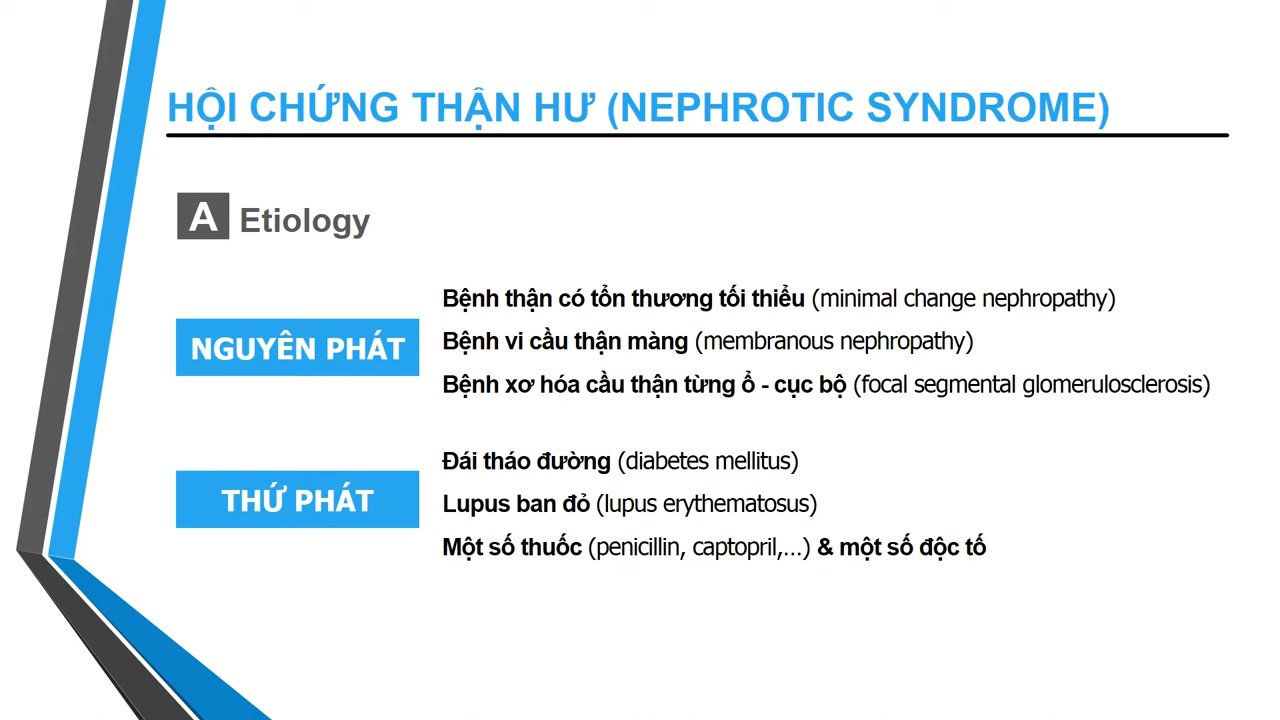 HỘI CHỨNG THẬN HƯ (NEPHROTIC SYNDROME)
A Etiology
NGUYÊN PHÁT
Bệnh thận có tổn thương tối thiểu (minimal change nephropathy)
Bệnh vi cầu thận màng (membranous nephropathy)
Bệnh xơ hóa cầu thận từng ổ - cục bộ (focal segmental glomerulosclerosis)
THỨ PHÁT
Đái tháo đường (diabetes mellitus)
Lupus ban đỏ (lupus erythematosus)
Một số thuốc (penicillin, captopril,...) & một số độc tố